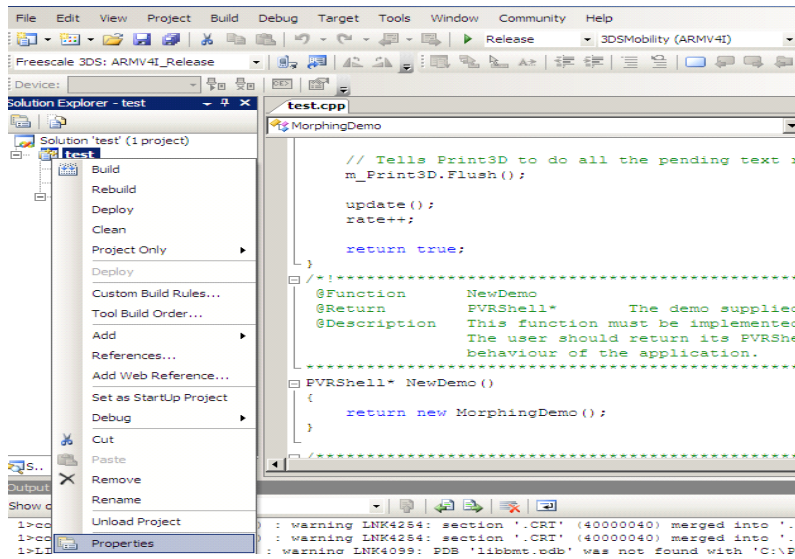 File Edit View Project Build Debug Target Tools Window Community Help
Release 3DSMobility (ARMV4I)
Freescale 3DS: ARMV4I_Release
Device:
Solution Explorer - test
test.cpp
MorphingDemo
Solution 'test' (1 project)
test
// Tells Print3D to do all the pending text
m_Print3D.Flush();
update();
rate++;
return true;
}
/*!****************************************************
@Function NewDemo
@Return PVRShell* The demo supplied
@Description This function must be implemented
The user should return its PVRShe
behaviour of the application.
*****************************************************
PVRShell* NewDemo()
{
return new MorphingDemo();
}
/****************************************************
Build
Rebuild
Deploy
Clean
Project Only
Deploy
Custom Build Rules...
Tool Build Order...
Add
References...
Add Web Reference...
Set as StartUp Project
Debug
Cut
Paste
Remove
Rename
Unload Project
Properties
S..
Output
Show o
1>co ) : warning LNK4254: section '.CRT' (40000040) merged into '.
1>co ) : warning LNK4254: section '.CRT' (40000040) merged into '.
1>LI : warning LNK4099: PDB 'libbmt.pdb' was not found with 'C:\P